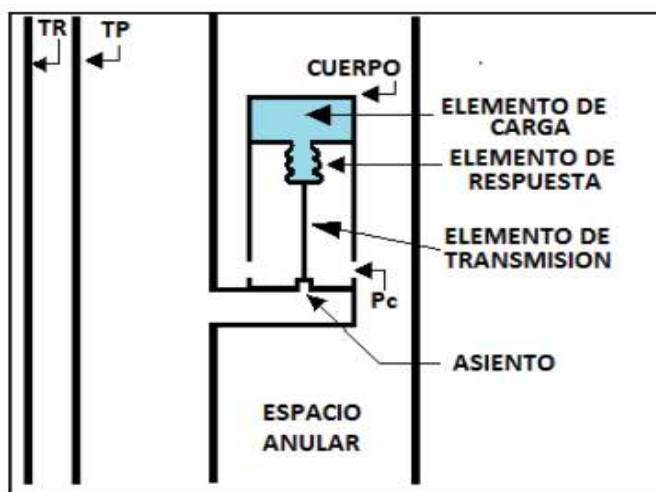 TR
TP
CUERPO
ELEMENTO DE
CARGA
ELEMENTO DE
RESPUESTA
ELEMENTO DE
TRANSMISION
Pc
ASIENTO
ESPACIO
ANULAR